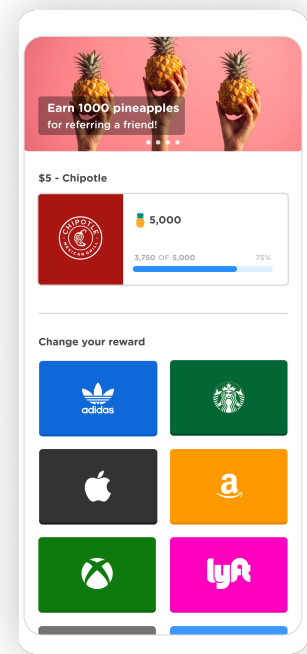 Earn 1000 pineapples
for referring a friend!
$5 - Chipotle
CHIPOTLE
MEXICAN GRILL
5,000
3,750 OF 5,000 75%
Change your reward
adidas
a
lyft